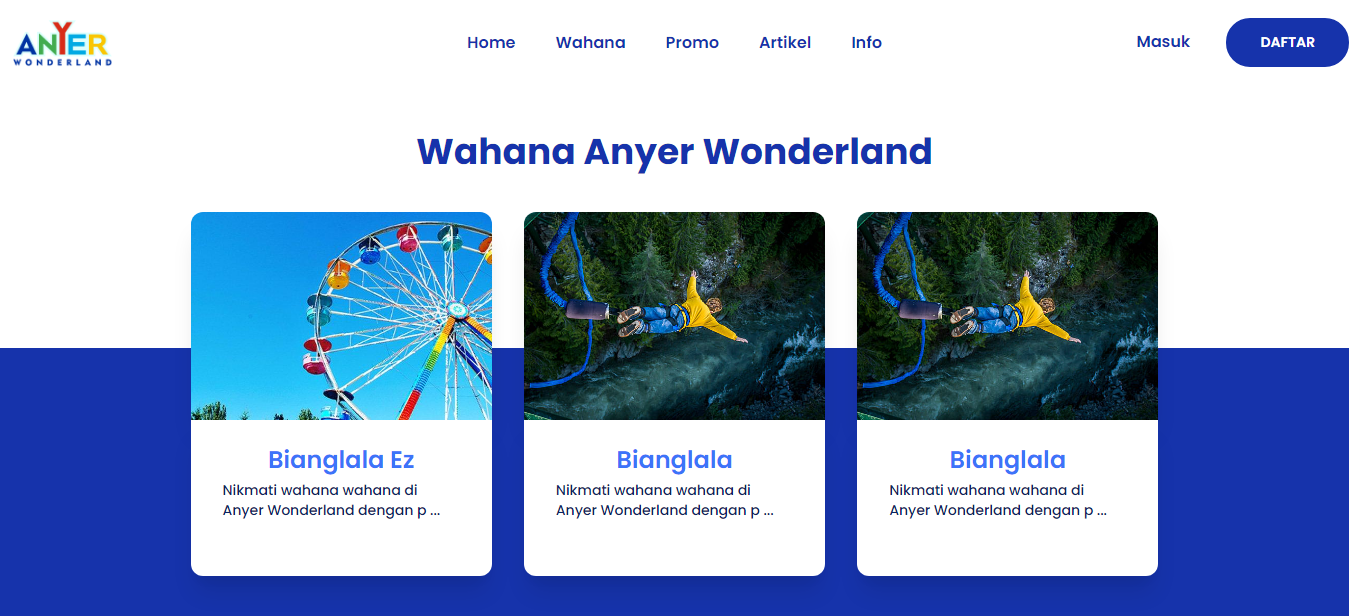 ANYER
WONDERLAND
Home
Wahana
Promo
Artikel
Info
Masuk
DAFTAR
Wahana Anyer Wonderland
Bianglala Ez
Nikmati wahana wahana di
Anyer Wonderland dengan p ...
Bianglala
Nikmati wahana wahana di
Anyer Wonderland dengan p ...
Bianglala
Nikmati wahana wahana di
Anyer Wonderland dengan p ...